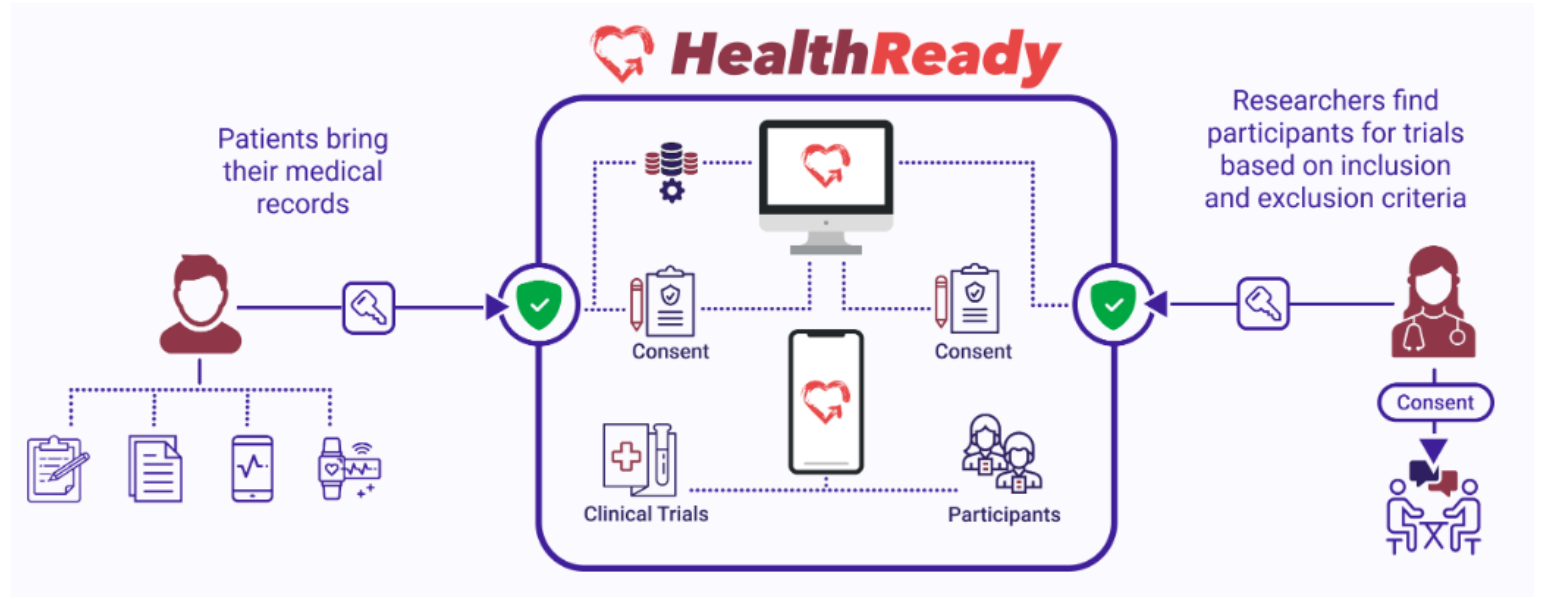 HealthReady
Patients bring
their medical
records
Researchers find
participants for trials
based on inclusion
and exclusion criteria
Consent
Consent
Consent
Clinical Trials
Participants